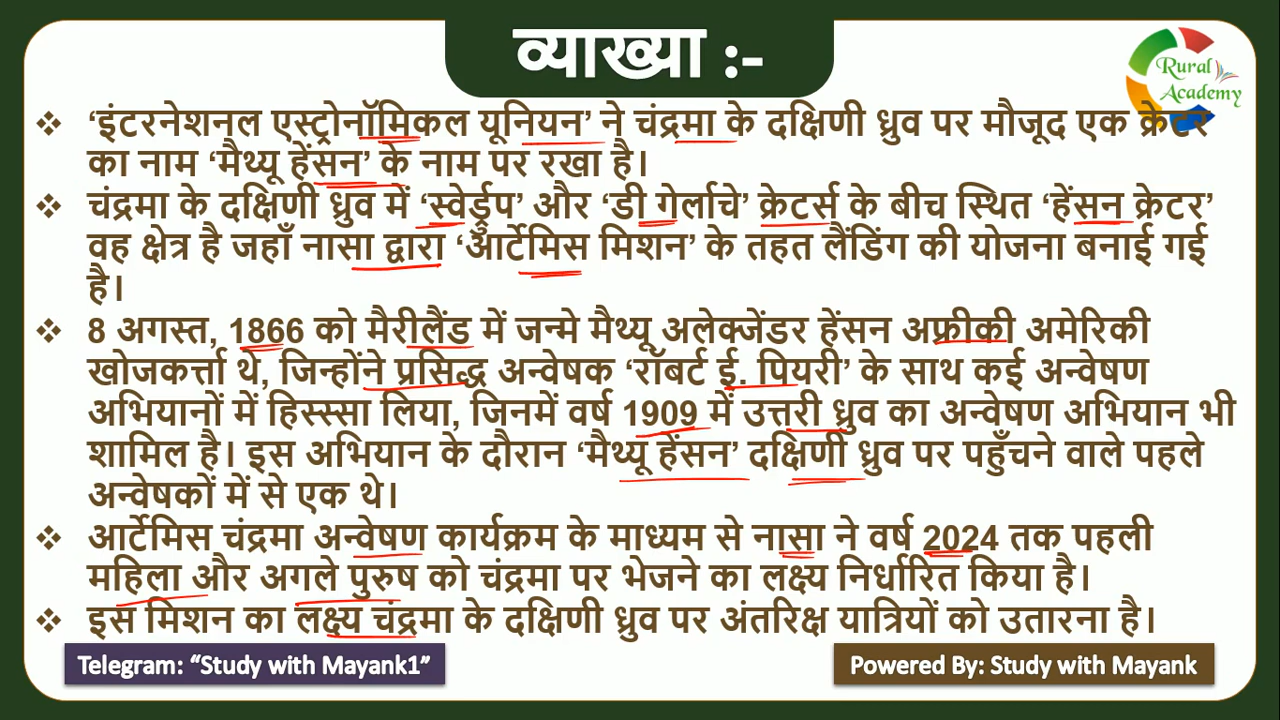 व्याख्या :-
Rural
Academy
❖ ‘इंटरनेशनल एस्ट्रोनॉमिकल यूनियन’ ने चंद्रमा के दक्षिणी ध्रुव पर मौजूद एक क्रेटर
का नाम ‘मैथ्यू हेंसन’ के नाम पर रखा है।
❖ चंद्रमा के दक्षिणी ध्रुव में ‘स्वेर्ड्रुप’ और ‘डी गेर्लाचे’ क्रेटर्स के बीच स्थित ‘हेंसन क्रेटर’
वह क्षेत्र है जहाँ नासा द्वारा ‘आर्टेमिस मिशन’ के तहत लैंडिंग की योजना बनाई गई
है।
❖ 8 अगस्त, 1866 को मैरीलैंड में जन्मे मैथ्यू अलेक्जेंडर हेंसन अफ्रीकी अमेरिकी
खोजकर्त्ता थे, जिन्होंने प्रसिद्ध अन्वेषक ‘रॉबर्ट ई. पियरी’ के साथ कई अन्वेषण
अभियानों में हिस्स्सा लिया, जिनमें वर्ष 1909 में उत्तरी ध्रुव का अन्वेषण अभियान भी
शामिल है। इस अभियान के दौरान ‘मैथ्यू हेंसन’ दक्षिणी ध्रुव पर पहुँचने वाले पहले
अन्वेषकों में से एक थे।
❖ आर्टेमिस चंद्रमा अन्वेषण कार्यक्रम के माध्यम से नासा ने वर्ष 2024 तक पहली
महिला और अगले पुरुष को चंद्रमा पर भेजने का लक्ष्य निर्धारित किया है।
❖ इस मिशन का लक्ष्य चंद्रमा के दक्षिणी ध्रुव पर अंतरिक्ष यात्रियों को उतारना है।
Telegram: “Study with Mayank1”
Powered By: Study with Mayank